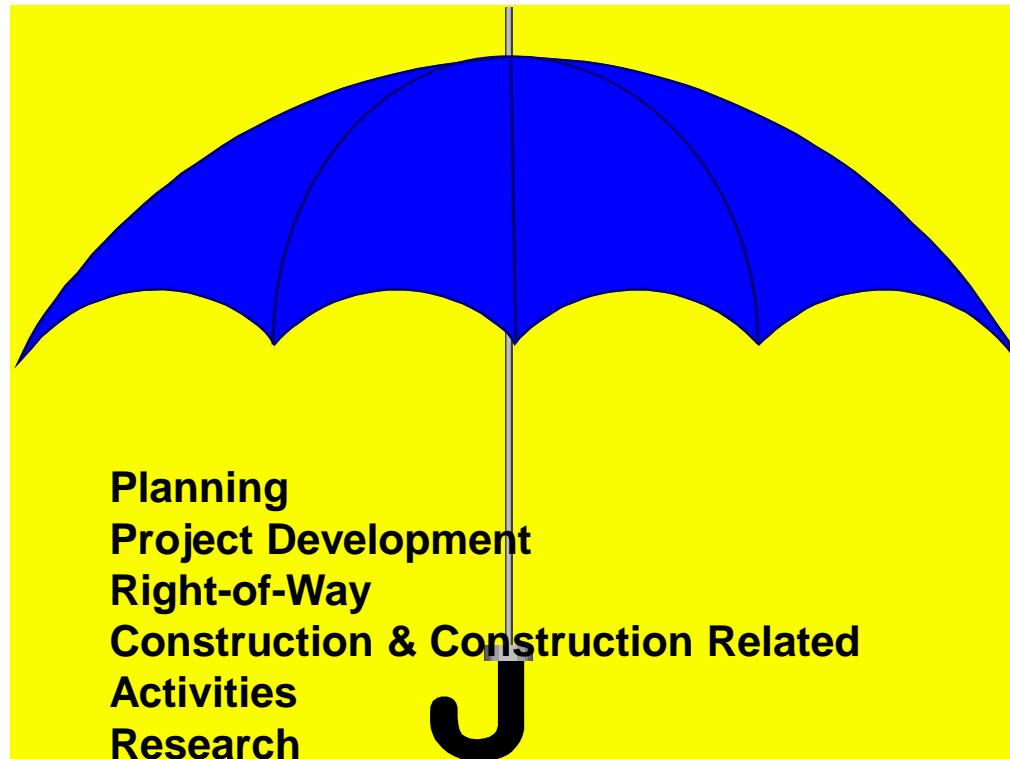 Planning
Project Development
Right-of-Way
Construction & Construction Related
Activities
Research